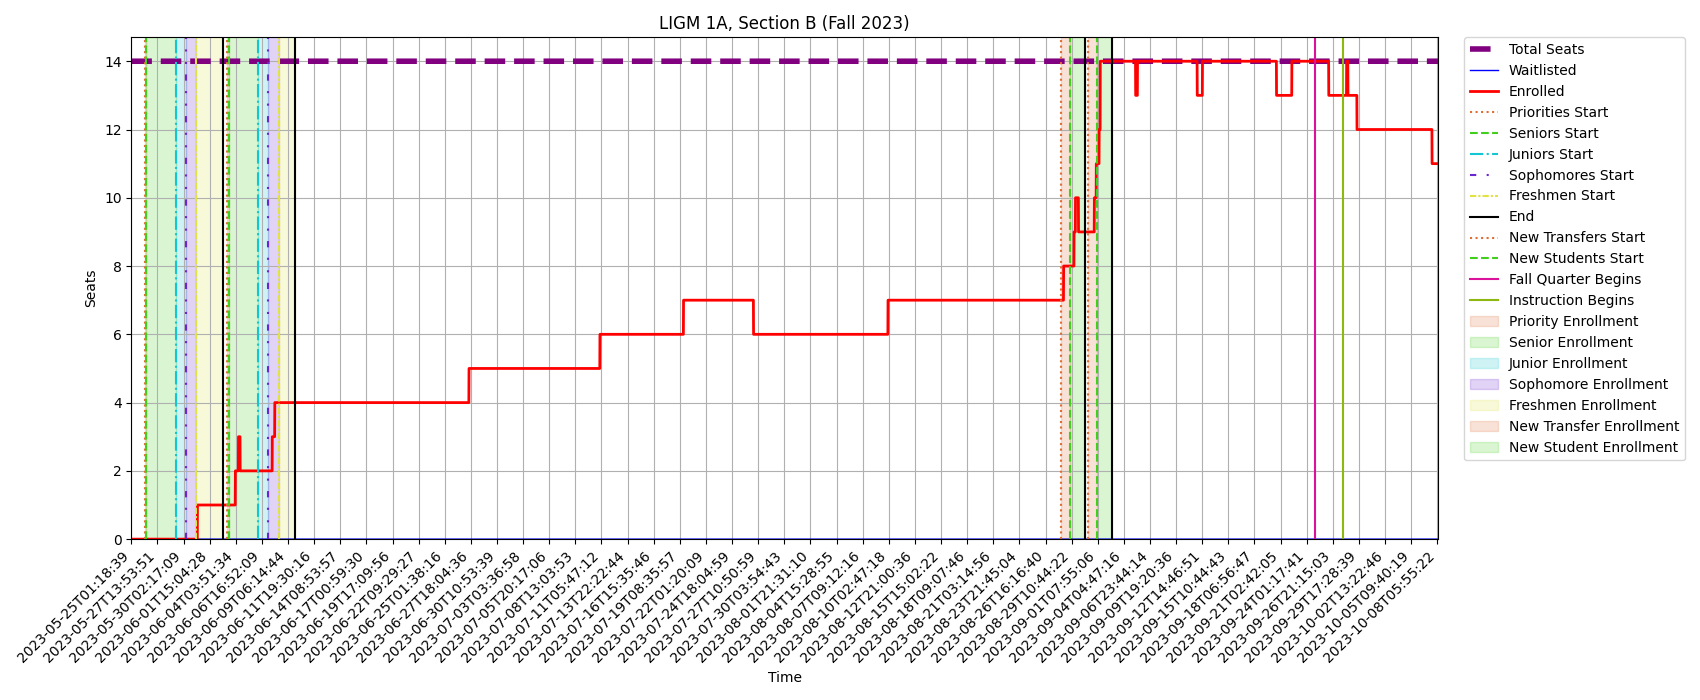 LIGM 1A, Section B (Fall 2023)
Seats
14
12
10
8
6
4
2
0
2023-05-25T01:18:39
2023-05-27T13:53:51
2023-05-30T02:17:09
2023-06-01T15:04:28
2023-06-04T03:51:34
2023-06-06T16:52:09
2023-06-09T06:14:44
2023-06-11T19:30:16
2023-06-14T08:53:57
2023-06-17T00:59:30
2023-06-19T17:09:56
2023-06-22T09:29:27
2023-06-25T01:38:16
2023-06-27T18:04:36
2023-06-30T10:53:39
2023-07-03T03:36:58
2023-07-05T20:17:06
2023-07-08T13:03:53
2023-07-11T05:47:12
2023-07-13T22:22:44
2023-07-16T15:35:46
2023-07-19T08:35:57
2023-07-22T01:20:09
2023-07-24T18:04:59
2023-07-27T10:50:59
2023-07-30T03:54:43
2023-08-01T21:31:10
2023-08-04T15:28:55
2023-08-07T09:12:16
2023-08-10T02:47:18
2023-08-12T21:00:36
2023-08-15T15:02:22
2023-08-18T09:07:46
2023-08-21T03:14:56
2023-08-23T21:45:04
2023-08-26T16:16:40
2023-08-29T10:44:22
2023-09-01T07:55:06
2023-09-04T04:47:16
2023-09-06T23:44:14
2023-09-09T19:20:36
2023-09-12T14:46:51
2023-09-15T10:44:43
2023-09-18T06:56:47
2023-09-21T02:42:05
2023-09-24T01:17:41
2023-09-26T21:15:03
2023-09-29T17:28:39
2023-10-02T13:22:46
2023-10-05T09:40:19
2023-10-08T05:55:22
Time
Total Seats
Waitlisted
Enrolled
Priorities Start
Seniors Start
Juniors Start
Sophomores Start
Freshmen Start
End
New Transfers Start
New Students Start
Fall Quarter Begins
Instruction Begins
Priority Enrollment
Senior Enrollment
Junior Enrollment
Sophomore Enrollment
Freshmen Enrollment
New Transfer Enrollment
New Student Enrollment